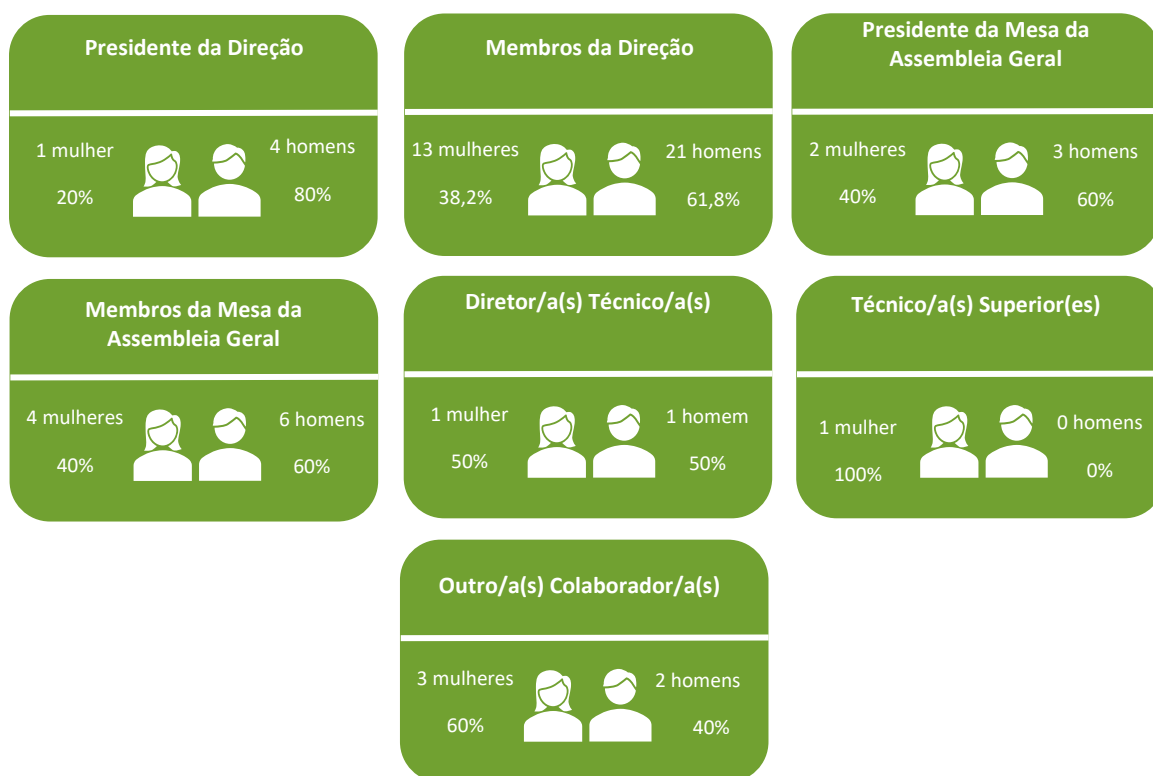 Presidente da Direção
1 mulher
20%
4 homens
80%
Membros da Direção
13 mulheres
38,2%
21 homens
61,8%
Presidente da Mesa da
Assembleia Geral
2 mulheres
40%
3 homens
60%
Membros da Mesa da
Assembleia Geral
4 mulheres
40%
6 homens
60%
Diretor/a(s) Técnico/a(s)
1 mulher
50%
1 homem
50%
Técnico/a(s) Superior(es)
1 mulher
100%
0 homens
0%
Outro/a(s) Colaborador/a(s)
3 mulheres
60%
2 homens
40%